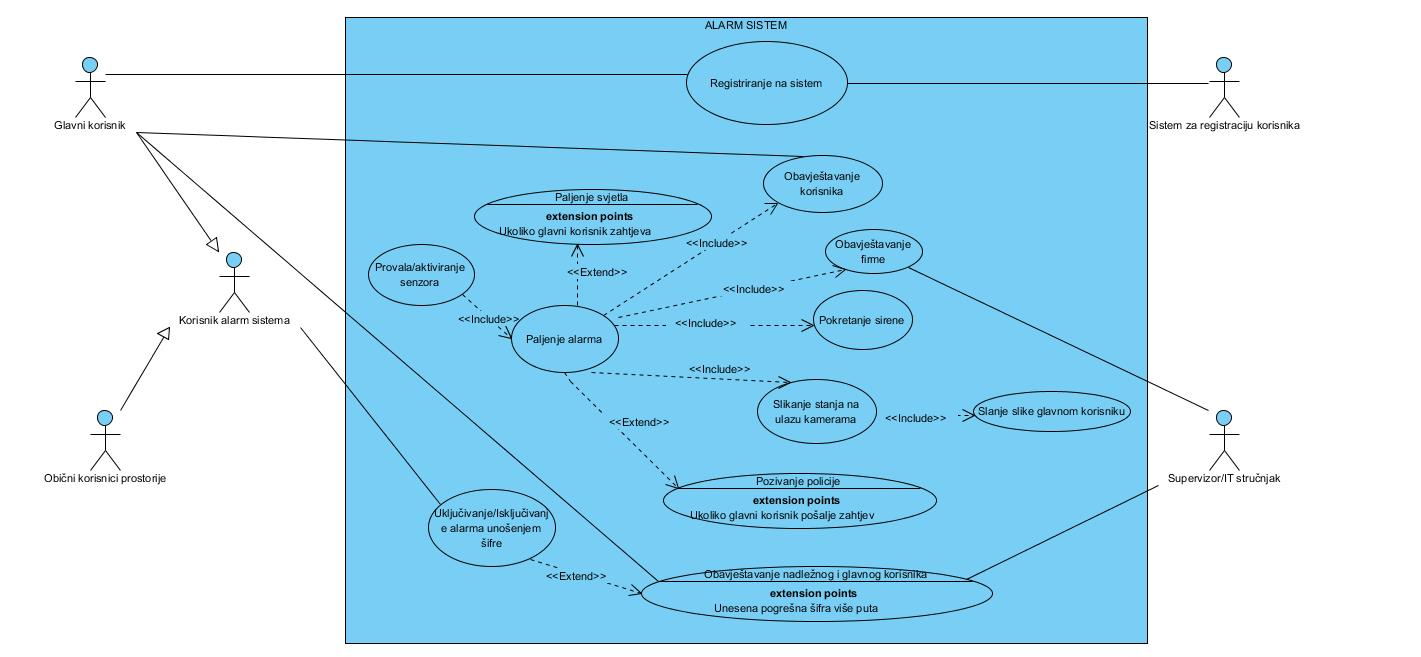 ALARM SISTEM
Registriranje na sistem
Glavni korisnik
Sistem za registraciju korisnika
Obavještavanje
korisnika
Paljenje svjetla
extension points
Ukoliko glavni korisnik zahtjeva
<<Include>>
Obavještavanje
firme
Provala/aktiviranje
senzora
<<Extend>>
<<Include>>
Korisnik alarm sistema
<<Include>>
Paljenje alarma
<<Include>>
Pokretanje sirene
<<Include>>
Slikanje stanja na
ulazu kamerama
<<Include>>
Slanje slike glavnom korisniku
<<Extend>>
Obični korisnici prostorije
Supervizor/IT stručnjak
Pozivanje policije
extension points
Ukoliko glavni korisnik pošalje zahtjev
Uključivanje/Isključivanj
e alarma unošenjem
šifre
<<Extend>>
Obavještavanje nadležnog i glavnog korisnika
extension points
Unesena pogrešna šifra više puta